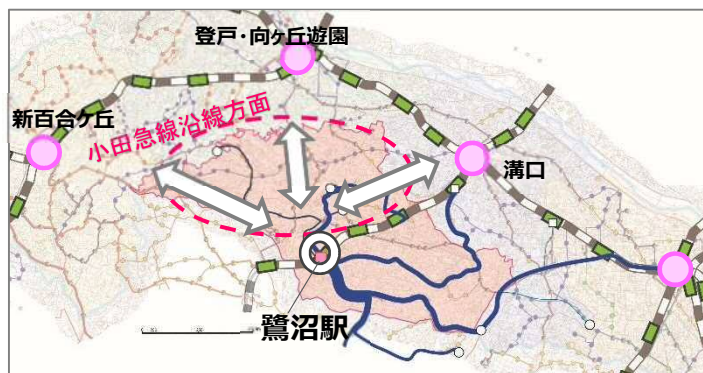 登戸・向ヶ丘遊園
新百合ケ丘
小田急線沿線方面
溝口
鷺沼駅